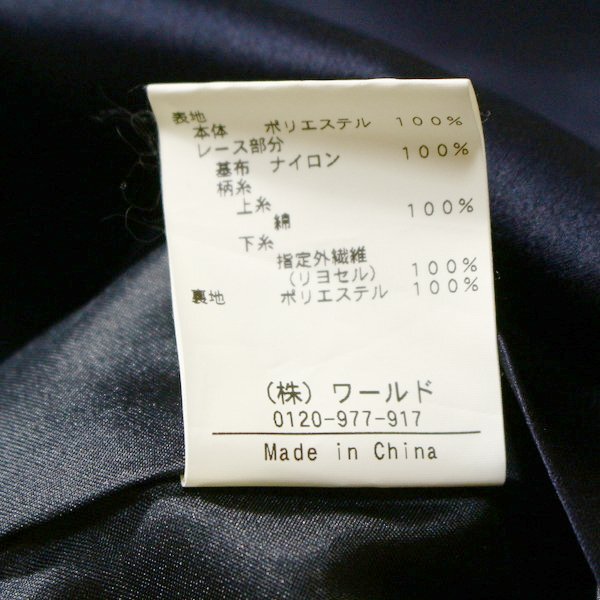 表地
本体 ポリエステル 100%
レース部分
基布 ナイロン 100%
柄糸
上糸
綿 100%
下糸
指定外繊維
(リヨセル) 100%
裏地 ポリエステル 100%
(株) ワールド
0120-977-917
Made in China